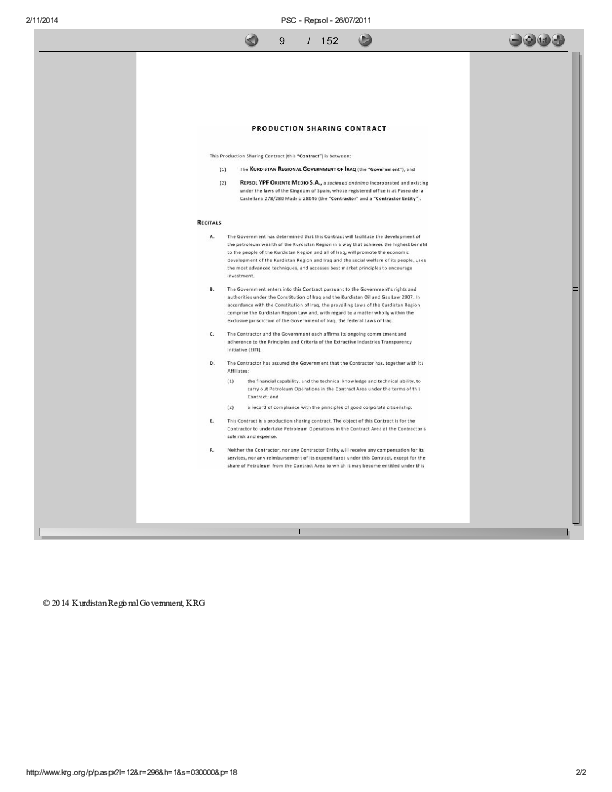 2/11/2014 PSC - Repsol - 26/07/2011
9 / 152
PRODUCTION SHARING CONTRACT
This Production Sharing Contract (this "Contract") is between:
(1) The KURDISTAN REGIONAL GOVERNMENT OF IRAQ (the "Government"); and
(2) REPSOL YPF ORIENTE MEDIO S.A., a sociedad anónima incorporated and existing
under the laws of the Kingdom of Spain, whose registered office is at Paseo de la
Castellana 278/280 Madrid 28046 (the "Contractor" and a "Contractor Entity").
RECITALS
A. The Government has determined that this Contract will facilitate the development of
the petroleum wealth of the Kurdistan Region in a way that achieves the highest benefit
to the people of the Kurdistan Region and all of Iraq, will promote the economic
development of the Kurdistan Region and Iraq and the social welfare of its people, using
the most advanced techniques, and accesses best market principles to encourage
investment.
B. The Government enters into this Contract pursuant to the Government's rights and
authorities under the Constitution of Iraq and the Kurdistan Oil and Gas Law 2007. In
accordance with the Constitution of Iraq, the prevailing Laws of the Kurdistan Region
comprise the Kurdistan Region Law and, with regard to a matter wholly within the
exclusive jurisdiction of the Government of Iraq, the federal Laws of Iraq.
C. The Contractor and the Government each affirms its ongoing commitment and
adherence to the Principles and Criteria of the Extractive Industries Transparency
Initiative (EITI).
D. The Contractor has assured the Government that the Contractor has, together with its
Affiliates:
(1) the financial capability, and the technical knowledge and technical ability, to
carry out Petroleum Operations in the Contract Area under the terms of this
Contract; and
(2) a record of compliance with the principles of good corporate citizenship.
E. This Contract is a production sharing contract. The object of this Contract is for the
Contractor to undertake Petroleum Operations in the Contract Area at the Contractor's
sole risk and expense.
F. Neither the Contractor, nor any Contractor Entity will receive any compensation for its
services, nor any reimbursement of its expenditures under this Contract, except for the
share of Petroleum from the Contract Area to which it may become entitled under this
© 2014 Kurdistan Regional Government, KRG
http://www.krg.org/p/p.aspx?l=12&r=296&h=1&s=030000&p=18 2/2